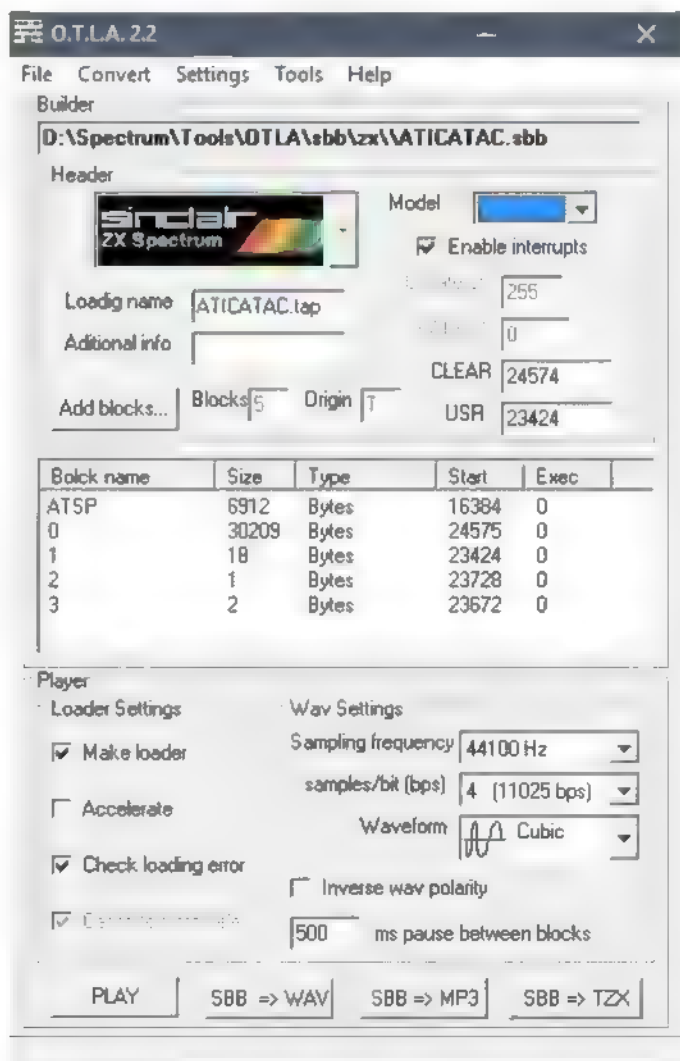 O.T.L.A. 2.2
File Convert Settings Tools Help
Builder
D:\Spectrum\Tools\OTLA\sbb\zx\\ATICATAC.sbb
Header
sinclair
ZX Spectrum
Model
Enable interrupts
Loadig name ATICATAC.tap
255
Aditional info
0
CLEAR 24574
Add blocks... Blocks 5 Origin T
USR 23424
Bolck name Size Type Start Exec
ATSP 6912 Bytes 16384 0
0 30209 Bytes 24575 0
1 18 Bytes 23424 0
2 1 Bytes 23728 0
3 2 Bytes 23672 0
Player
Loader Settings
Wav Settings
Make loader
Sampling frequency 44100 Hz
samples/bit (bps) 4 (11025 bps)
Accelerate
Waveform Cubic
Check loading error
Inverse wav polarity
500 ms pause between blocks
PLAY SBB => WAV SBB => MP3 SBB => TZX